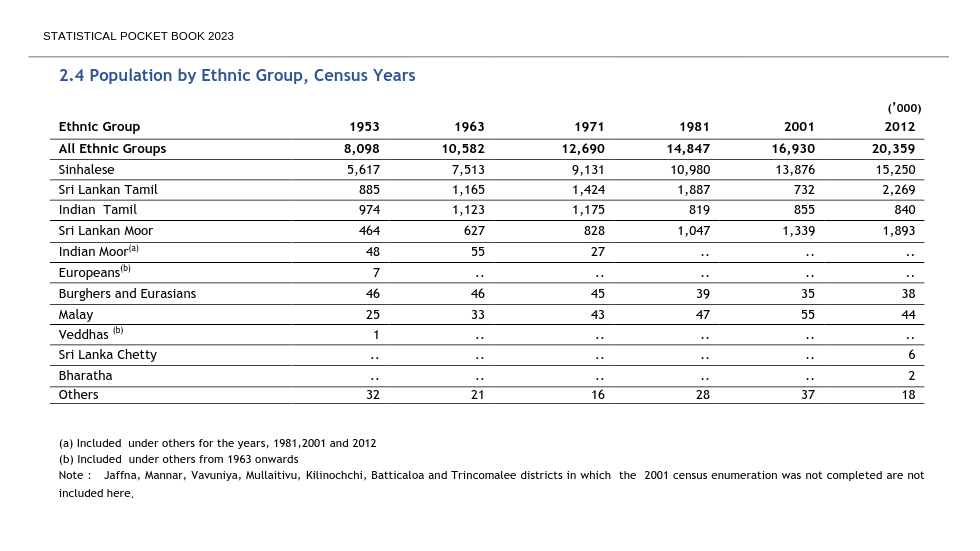 STATISTICAL POCKET BOOK 2023
2.4 Population by Ethnic Group, Census Years
(’000)
Ethnic Group 1953 1963 1971 1981 2001 2012
All Ethnic Groups 8,098 10,582 12,690 14,847 16,930 20,359
Sinhalese 5,617 7,513 9,131 10,980 13,876 15,250
Sri Lankan Tamil 885 1,165 1,424 1,887 732 2,269
Indian Tamil 974 1,123 1,175 819 855 840
Sri Lankan Moor 464 627 828 1,047 1,339 1,893
Indian Moor(a) 48 55 27 .. .. ..
Europeans(b) 7 .. .. .. .. ..
Burghers and Eurasians 46 46 45 39 35 38
Malay 25 33 43 47 55 44
Veddhas (b) 1 .. .. .. .. ..
Sri Lanka Chetty .. .. .. .. .. 6
Bharatha .. .. .. .. .. 2
Others 32 21 16 28 37 18
(a) Included under others for the years, 1981,2001 and 2012
(b) Included under others from 1963 onwards
Note : Jaffna, Mannar, Vavuniya, Mullaitivu, Kilinochchi, Batticaloa and Trincomalee districts in which the 2001 census enumeration was not completed are not
included here.